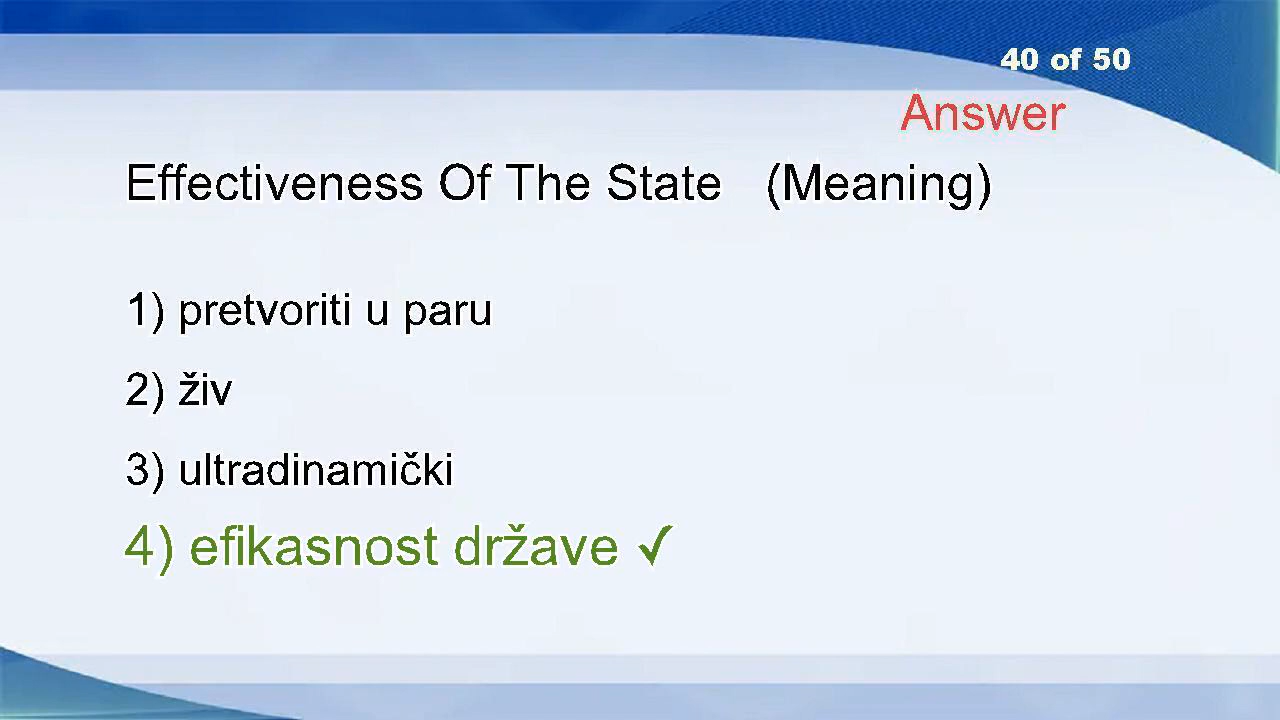 40 of 50
Answer
Effectiveness Of The State (Meaning)
1) pretvoriti u paru
2) živ
3) ultradinamički
4) efikasnost države ✓